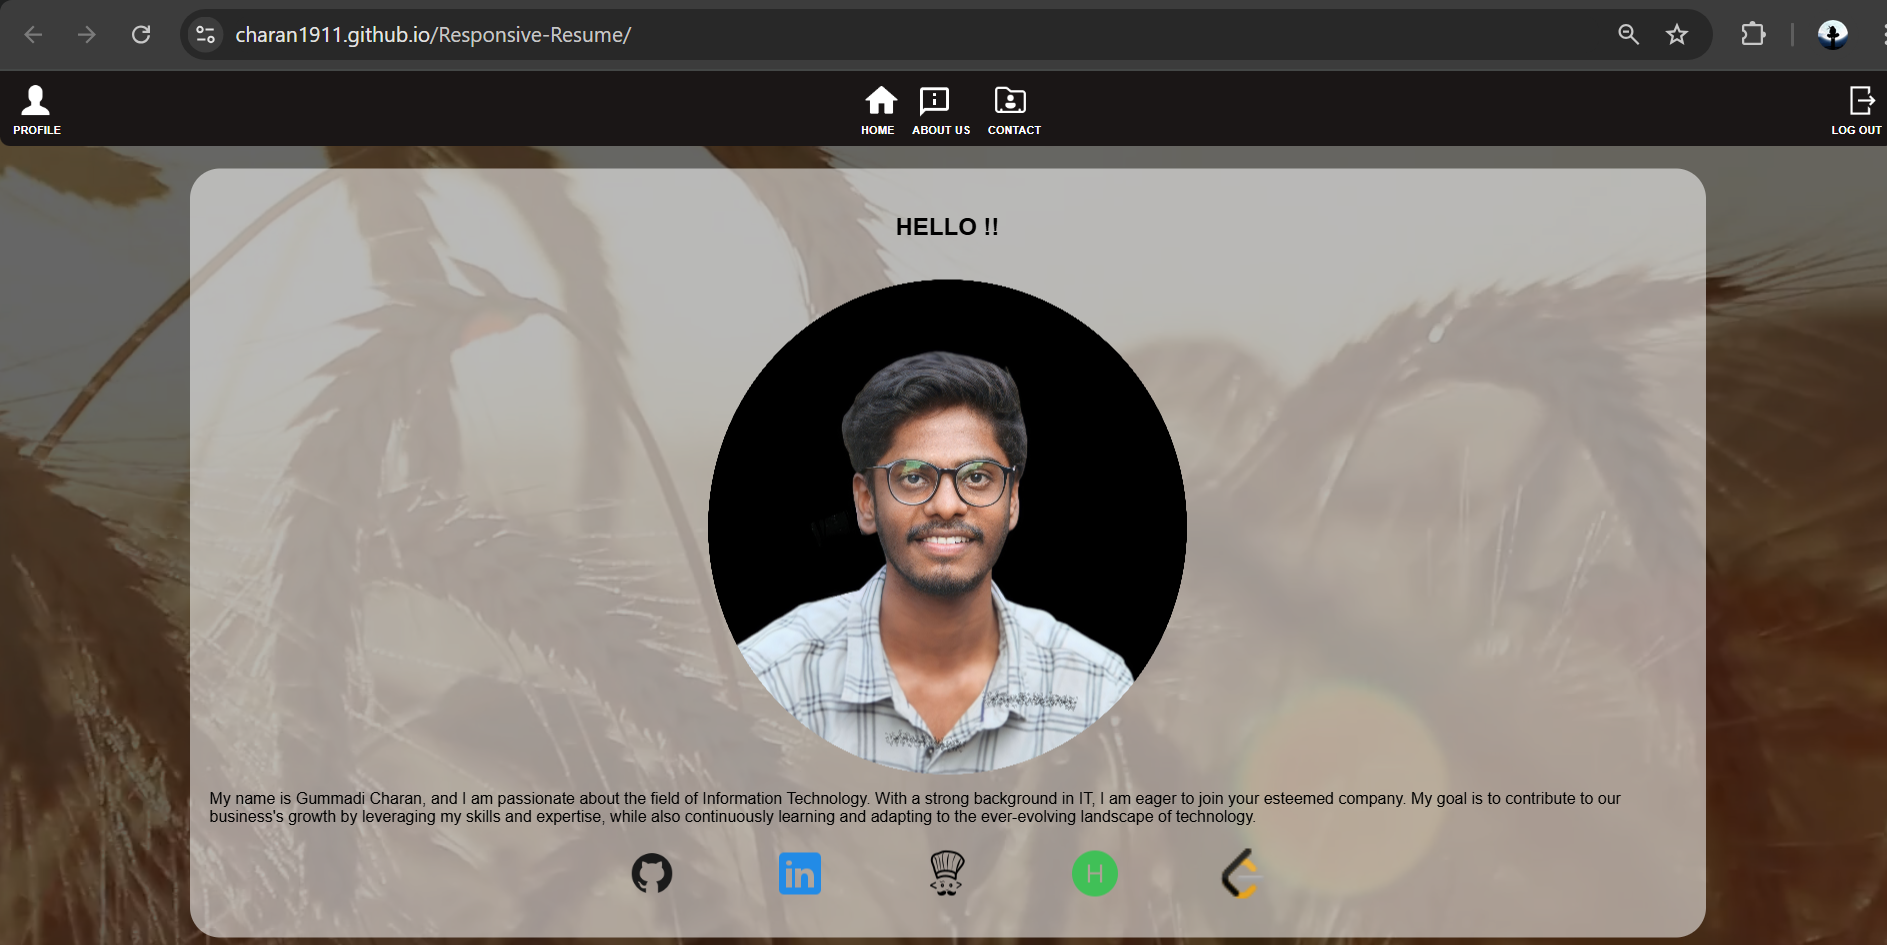 charan1911.github.io/Responsive-Resume/
PROFILE
HOME
ABOUT US
CONTACT
LOG OUT
HELLO !!
My name is Gummadi Charan, and I am passionate about the field of Information Technology. With a strong background in IT, I am eager to join your esteemed company. My goal is to contribute to our
business's growth by leveraging my skills and expertise, while also continuously learning and adapting to the ever-evolving landscape of technology.
in
H